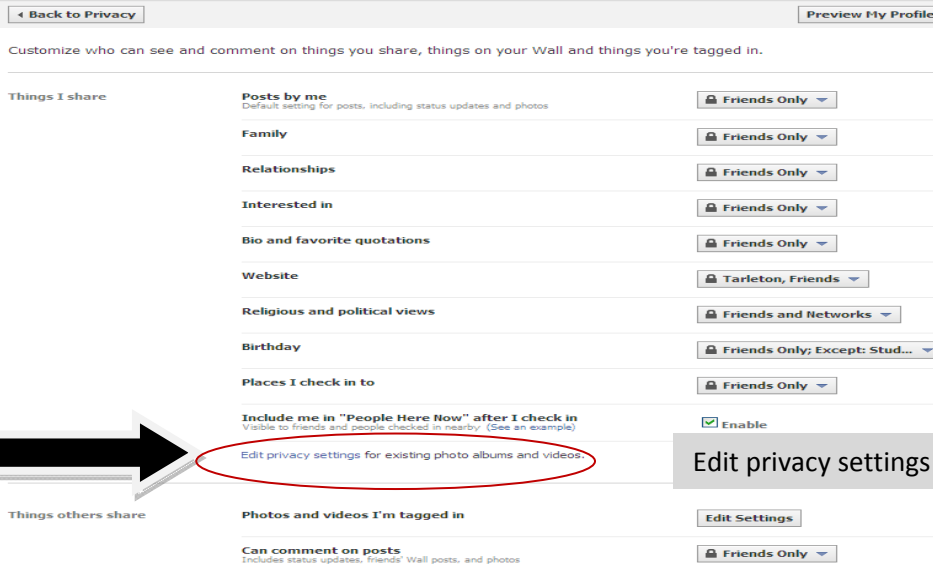 Back to Privacy
Preview My Profile
Customize who can see and comment on things you share, things on your Wall and things you're tagged in.
Things I share
Posts by me
Default setting for posts, including status updates and photos
Friends Only
Family
Friends Only
Relationships
Friends Only
Interested in
Friends Only
Bio and favorite quotations
Friends Only
Website
Tarleton, Friends
Religious and political views
Friends and Networks
Birthday
Friends Only; Except: Stud...
Places I check in to
Friends Only
Include me in "People Here Now" after I check in
Visible to friends and people checked in nearby (See an example)
Enable
Edit privacy settings for existing photo albums and videos.
Edit privacy settings
Things others share
Photos and videos I'm tagged in
Edit Settings
Can comment on posts
Includes status updates, friends' Wall posts, and photos
Friends Only